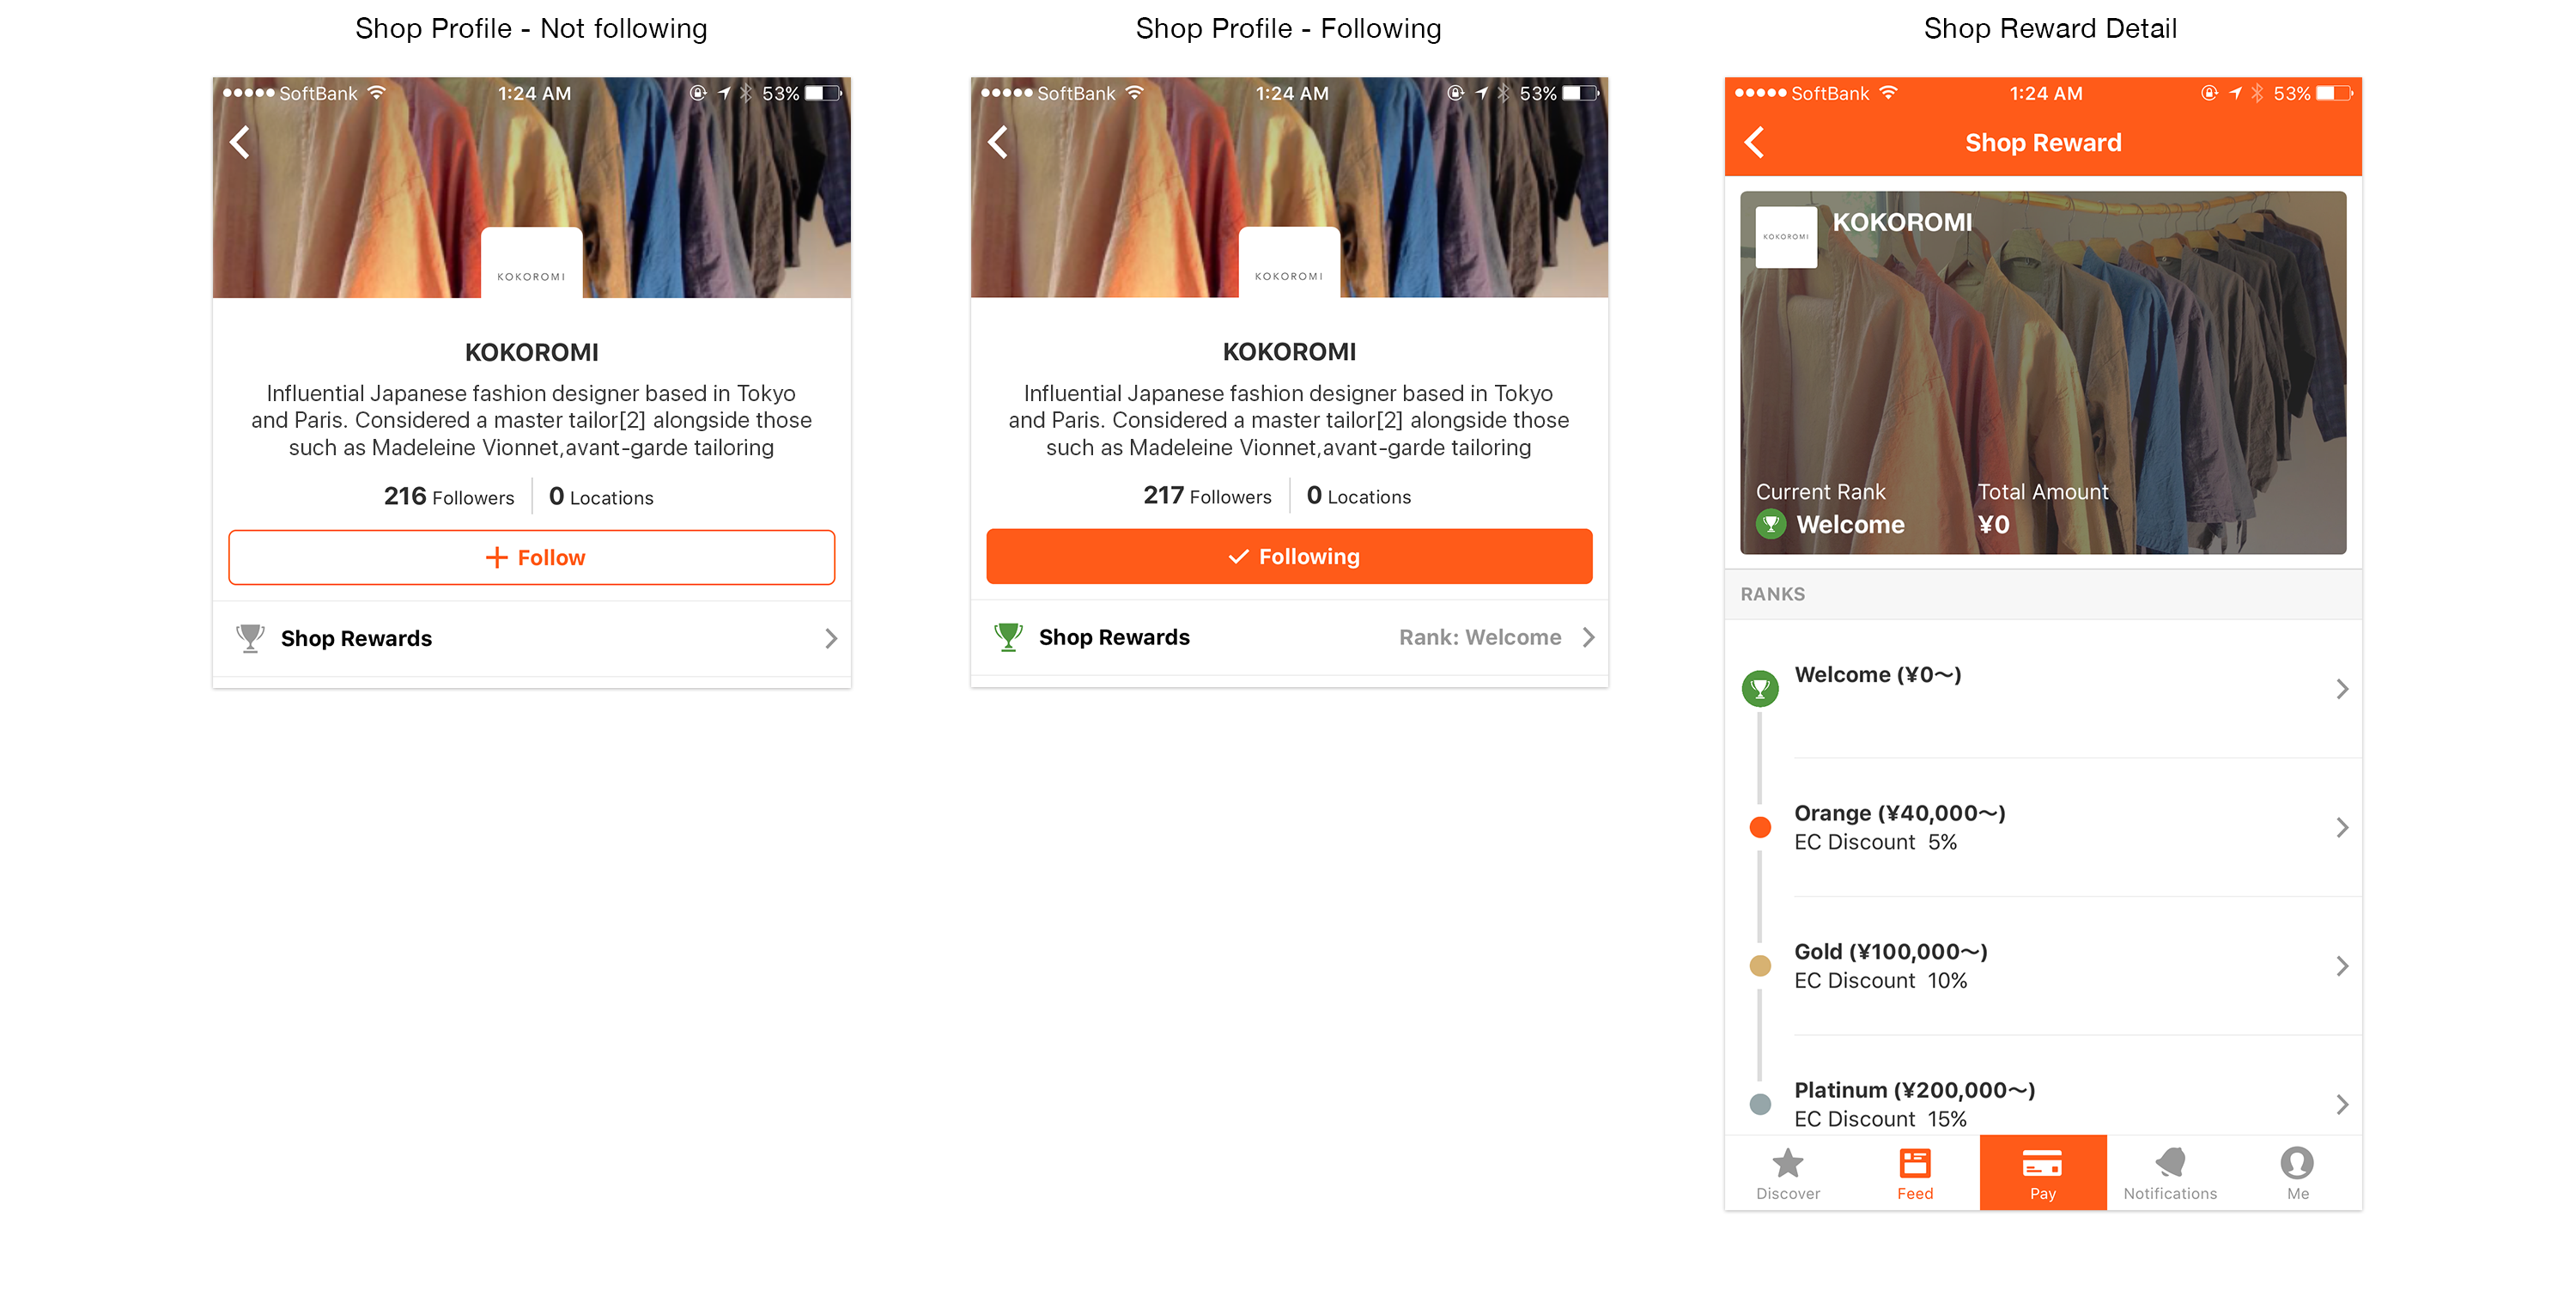 Shop Profile - Not following
SoftBank 1:24 AM 53%
KOKOROMI
KOKOROMI
Influential Japanese fashion designer based in Tokyo
and Paris. Considered a master tailor[2] alongside those
such as Madeleine Vionnet,avant-garde tailoring
216 Followers 0 Locations
+ Follow
Shop Rewards
Shop Profile - Following
SoftBank 1:24 AM 53%
KOKOROMI
KOKOROMI
Influential Japanese fashion designer based in Tokyo
and Paris. Considered a master tailor[2] alongside those
such as Madeleine Vionnet,avant-garde tailoring
217 Followers 0 Locations
Following
Shop Rewards Rank: Welcome
Shop Reward Detail
SoftBank 1:24 AM 53%
Shop Reward
KOKOROMI
KOKOROMI
Current Rank Total Amount
Welcome ¥0
RANKS
Welcome (¥0〜)
Orange (¥40,000〜)
EC Discount 5%
Gold (¥100,000〜)
EC Discount 10%
Platinum (¥200,000〜)
EC Discount 15%
Discover Feed Pay Notifications Me